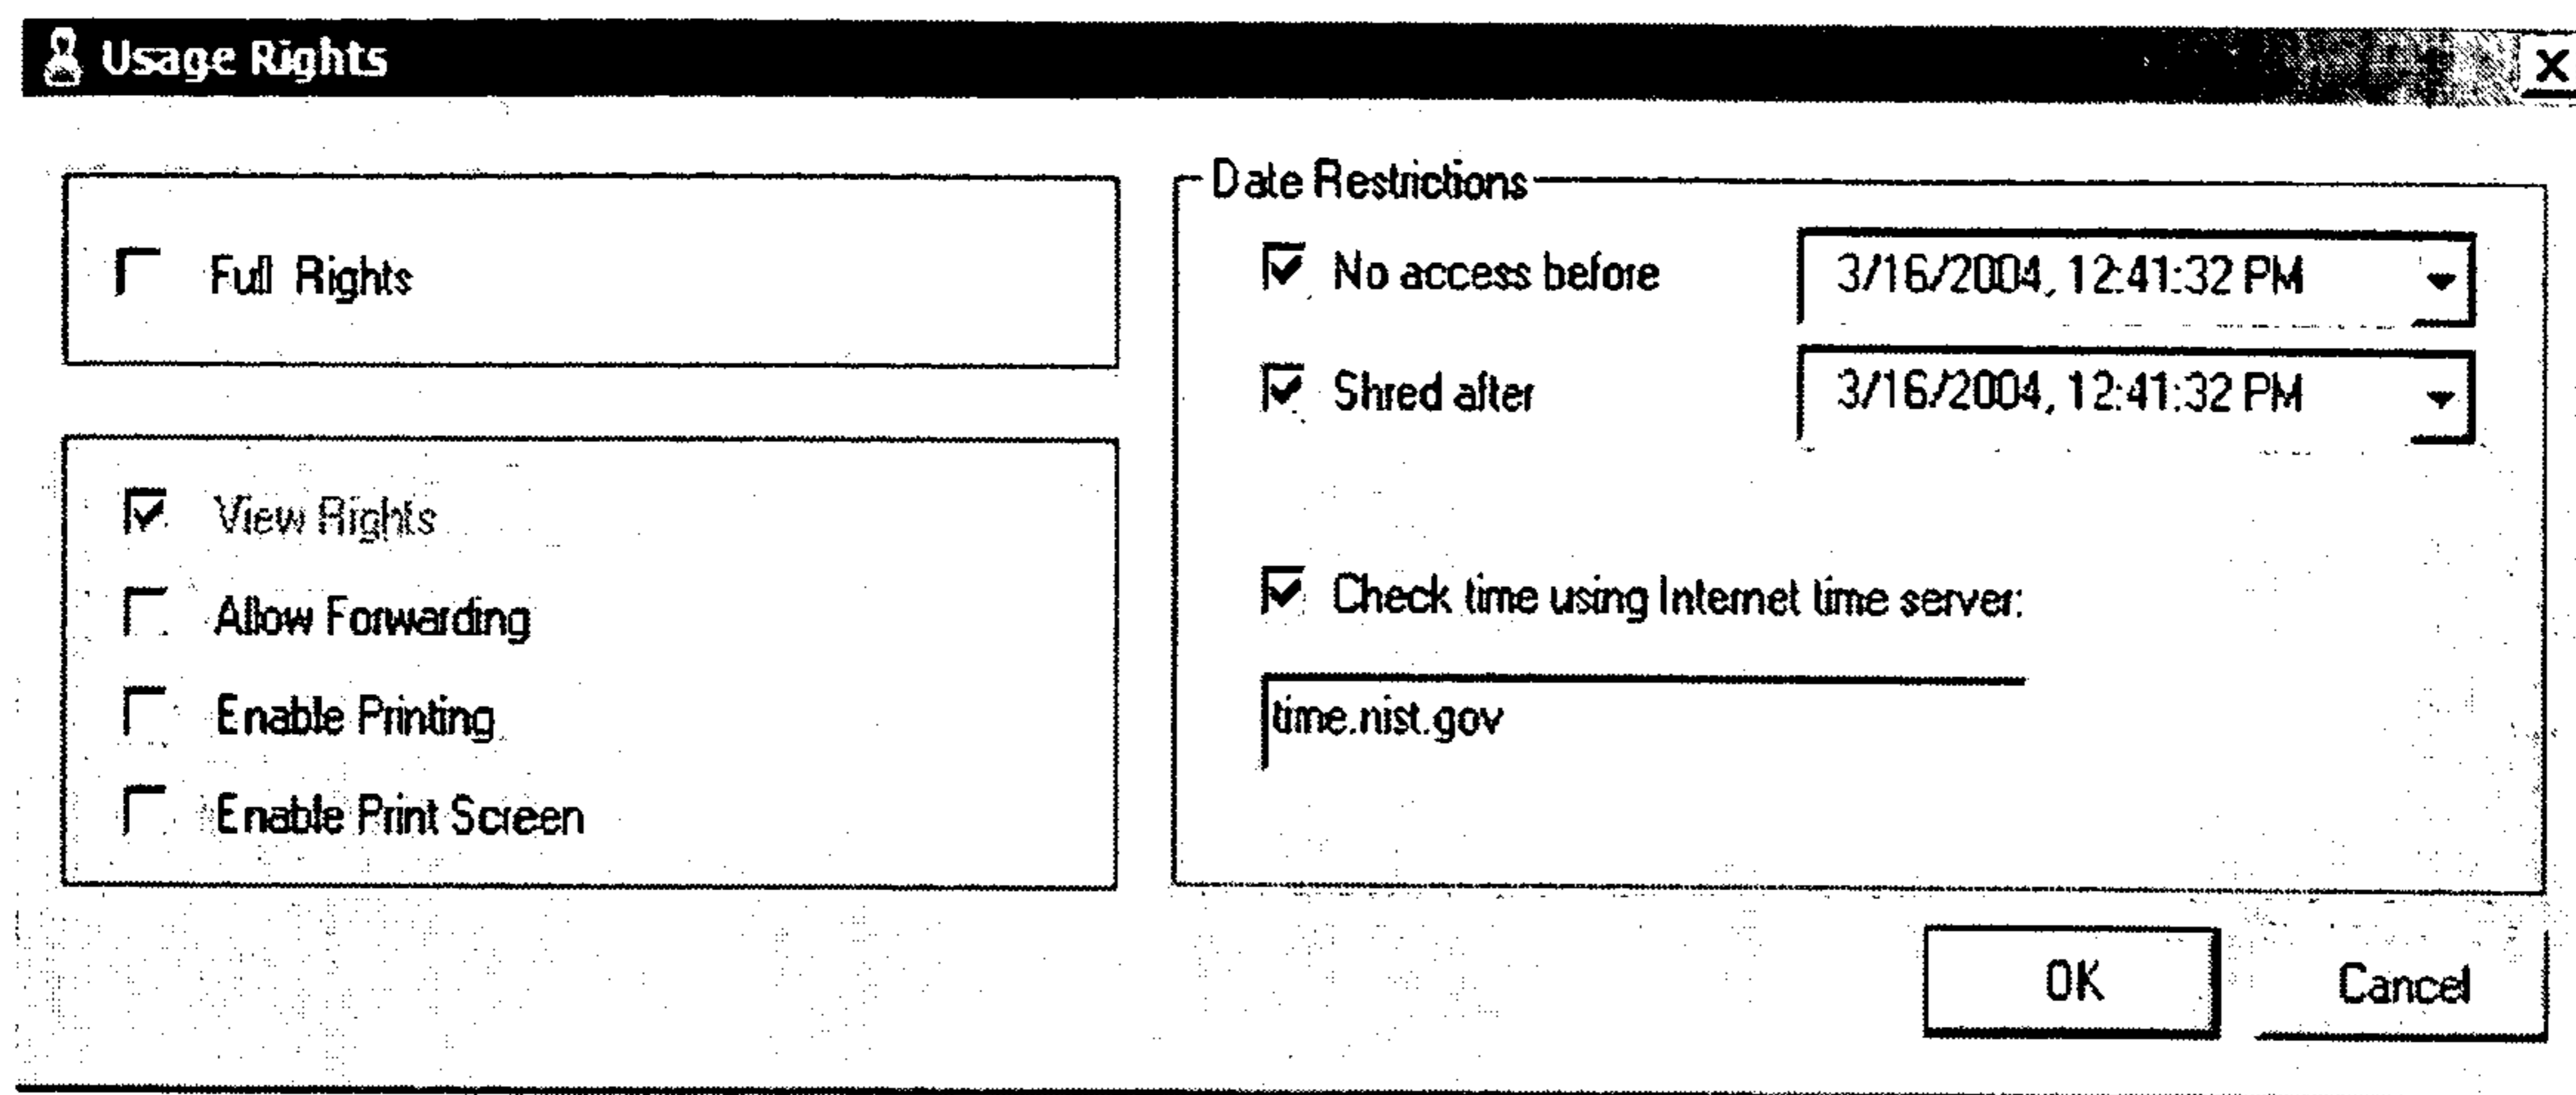 Usage Rights
Full Rights
View Rights
Allow Forwarding
Enable Printing
Enable Print Screen
Date Restrictions
No access before 3/16/2004, 12:41:32 PM
Shred after 3/16/2004, 12:41:32 PM
Check time using Internet time server:
time.nist.gov
OK Cancel